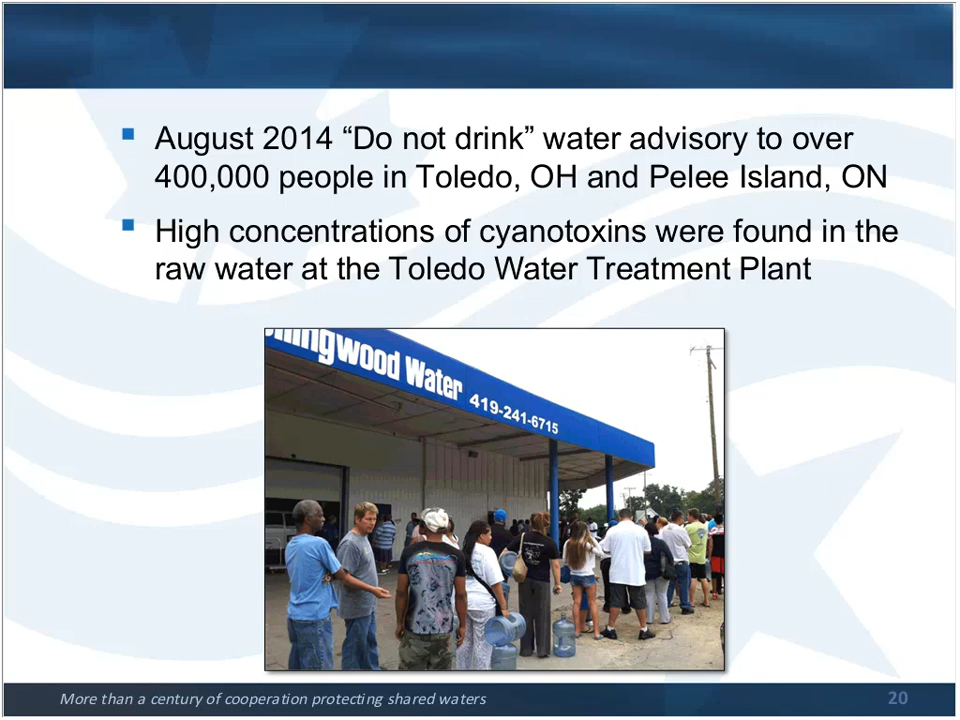 August 2014 “Do not drink” water advisory to over
400,000 people in Toledo, OH and Pelee Island, ON
High concentrations of cyanotoxins were found in the
raw water at the Toledo Water Treatment Plant
Water
419-241-6715
More than a century of cooperation protecting shared waters
20